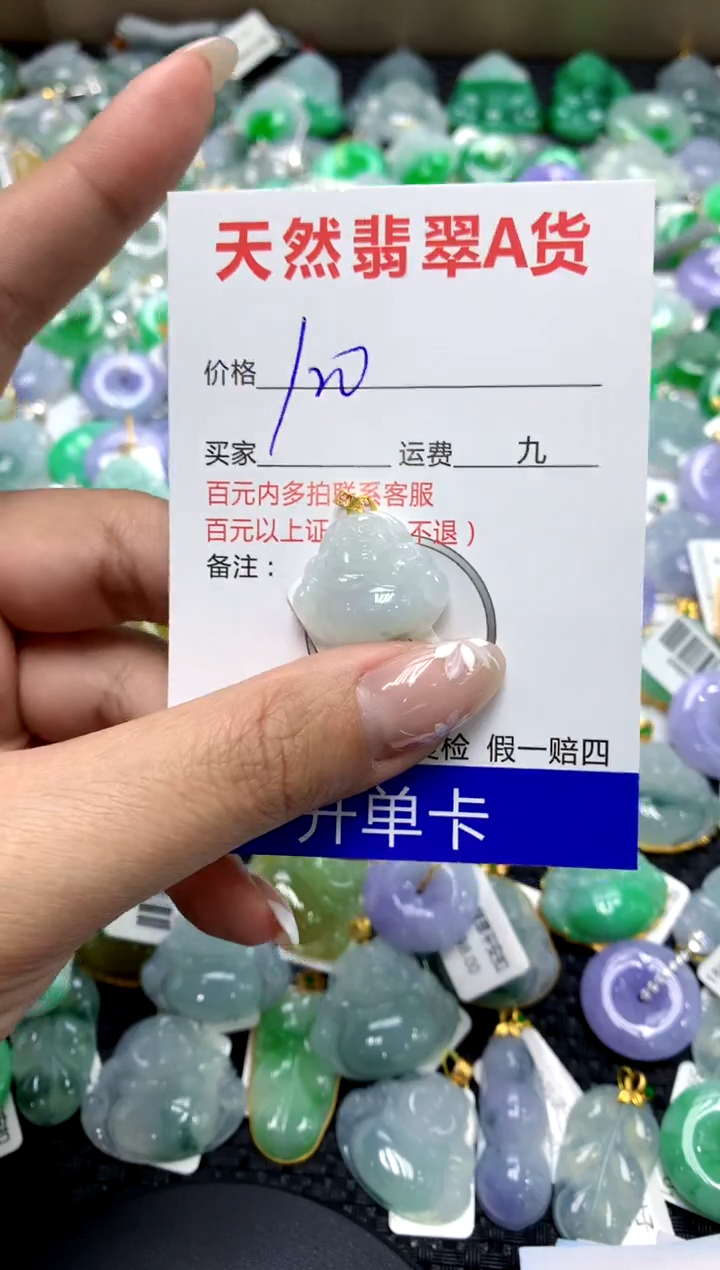 天然翡翠A货
价格
买家 运费 九
百元内多拍联系客服
百元以上证 不退）
备注：
复检 假一赔四
开单卡